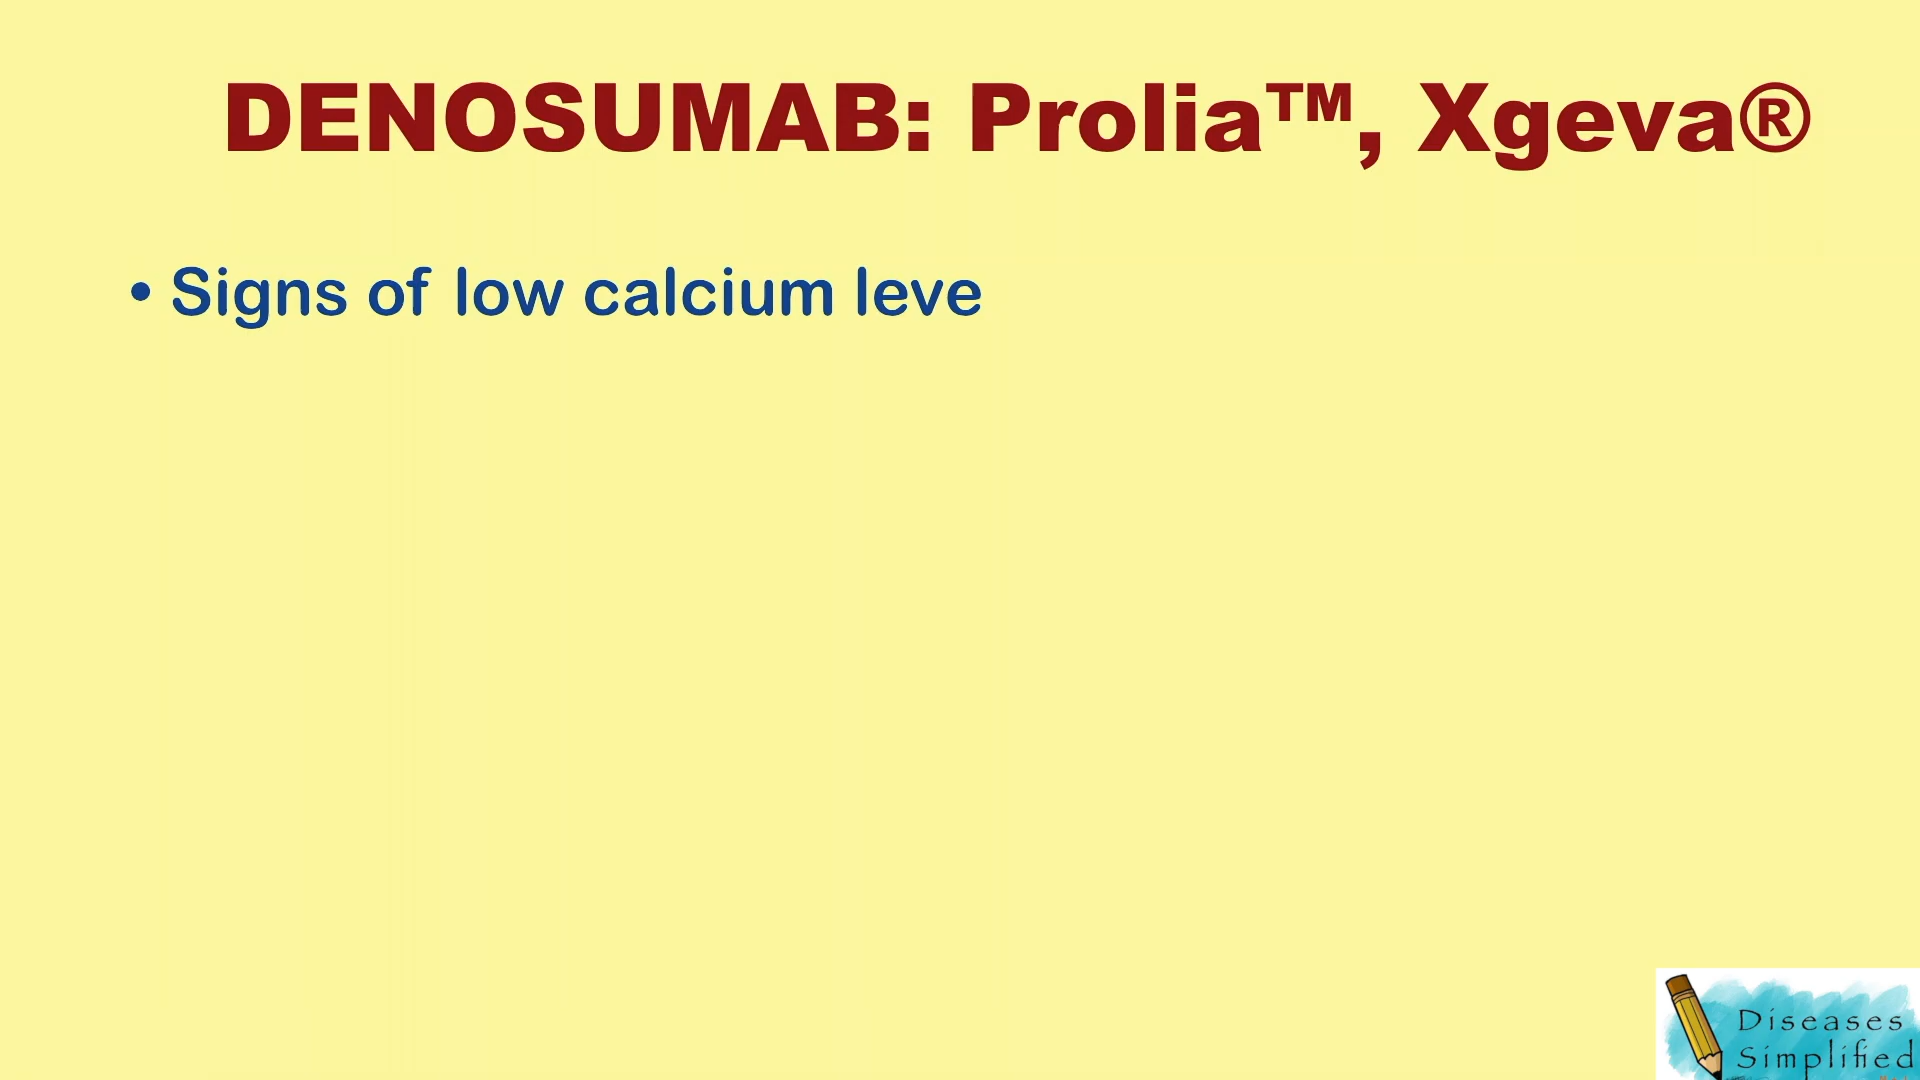 DENOSUMAB: Prolia™, Xgeva®
• Signs of low calcium leve
Diseases
Simplified